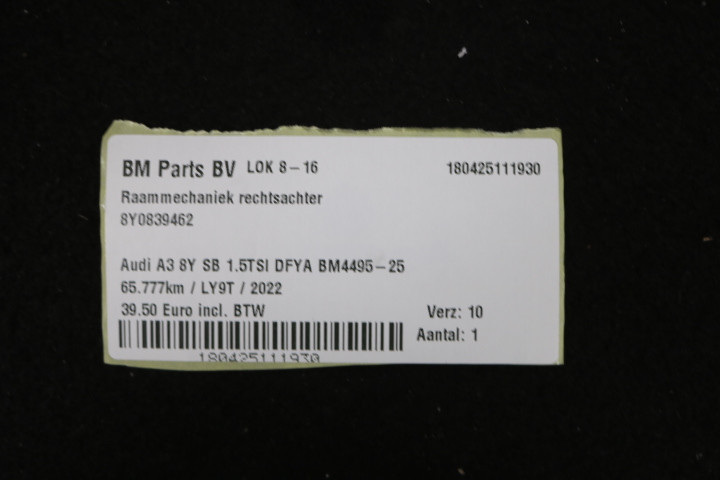 BM Parts BV LOK 8-16 180425111930
Raammechaniek rechtsachter
8Y0839462
Audi A3 8Y SB 1.5TSI DFYA BM4495-25
65.777km / LY9T / 2022
39.50 Euro incl. BTW Verz: 10
Aantal: 1
180425111930